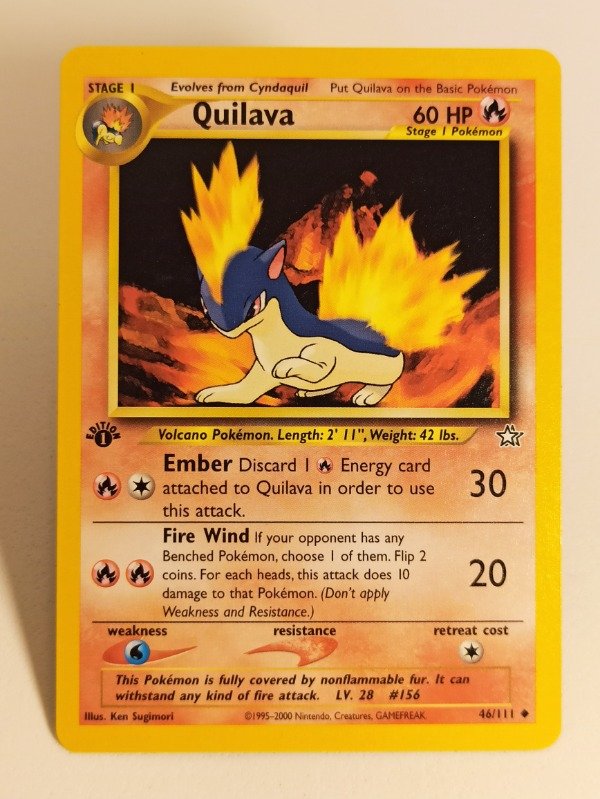 STAGE 1 Evolves from Cyndaquil Put Quilava on the Basic Pokémon
Quilava 60 HP
Stage 1 Pokémon
EDITION
1
Volcano Pokémon. Length: 2' 11", Weight: 42 lbs.
Ember Discard 1 Energy card
attached to Quilava in order to use
this attack.
30
Fire Wind If your opponent has any
Benched Pokémon, choose 1 of them. Flip 2
coins. For each heads, this attack does 10
damage to that Pokémon. (Don't apply
Weakness and Resistance.)
20
weakness resistance retreat cost
This Pokémon is fully covered by nonflammable fur. It can
withstand any kind of fire attack. LV. 28 #156
Illus. Ken Sugimori ©1995-2000 Nintendo, Creatures, GAMEFREAK. 46/111